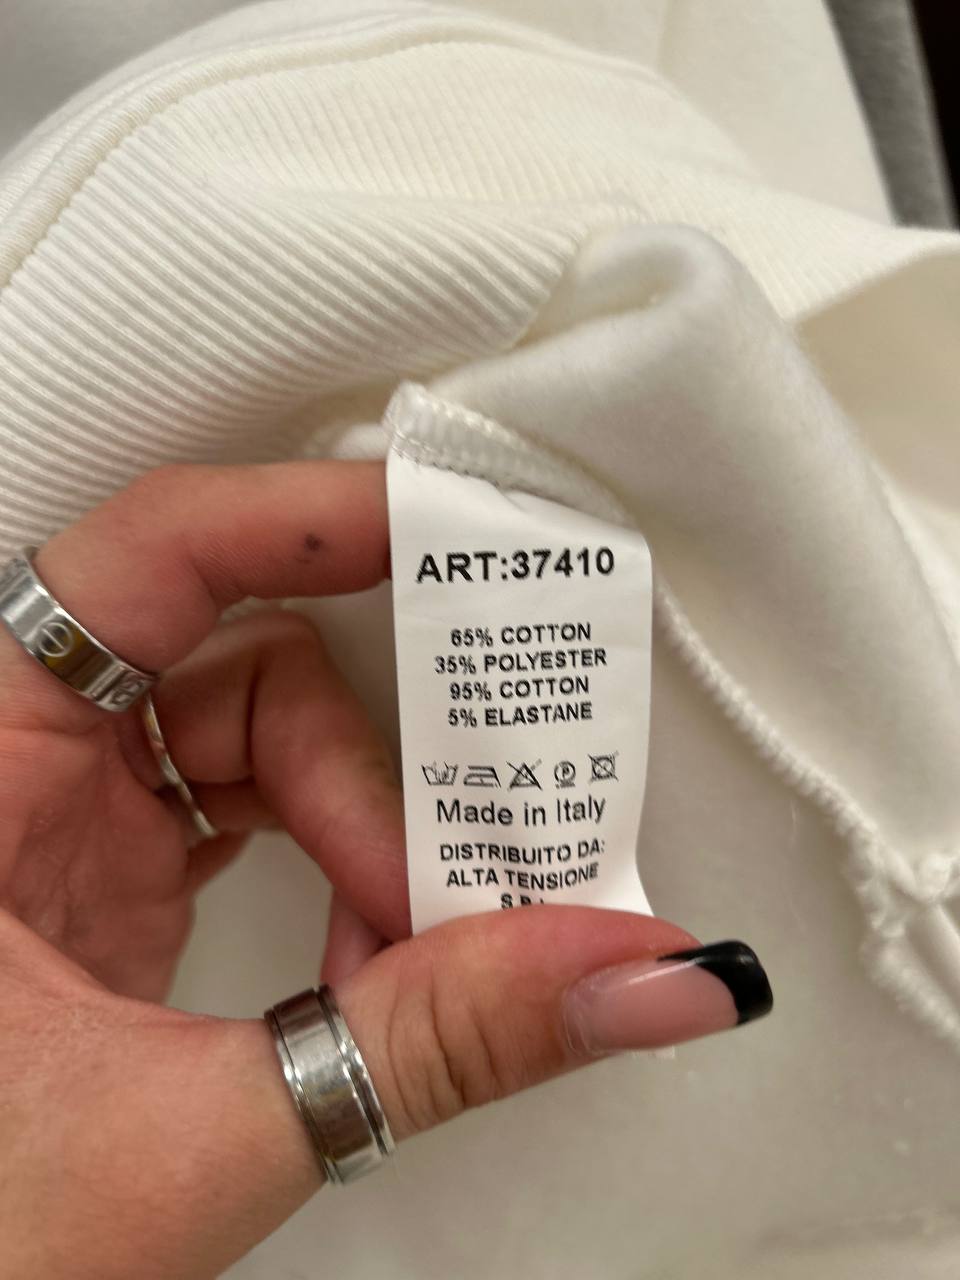 ART:37410
65% COTTON
35% POLYESTER
95% COTTON
5% ELASTANE
Made in Italy
DISTRIBUITO DA:
ALTA TENSIONE